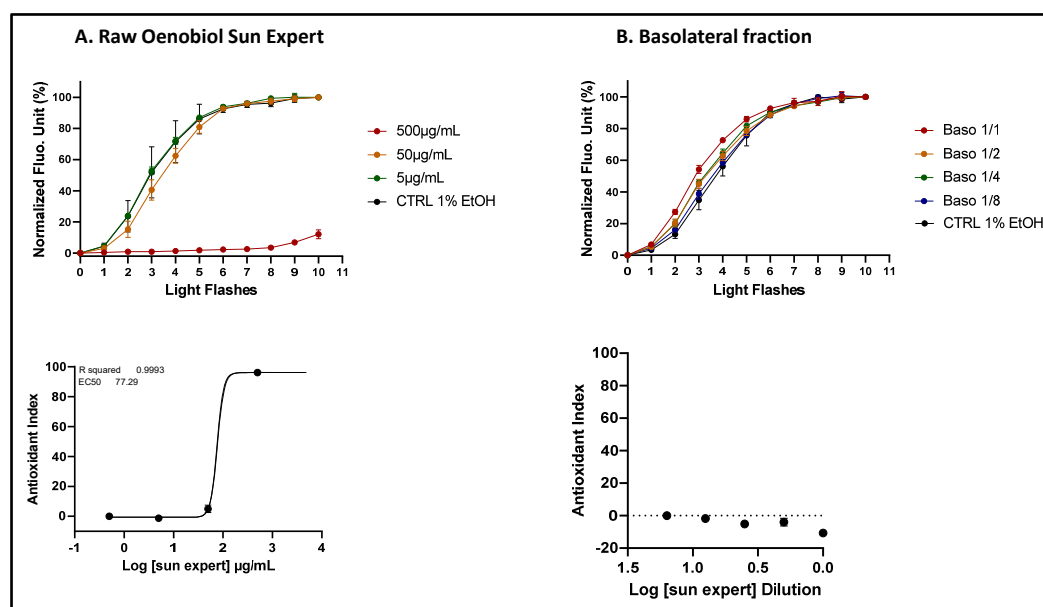 A. Raw Oenobiol Sun Expert
B. Basolateral fraction
Normalized Fluo. Unit (%)
100
80
60
40
20
0
0 1 2 3 4 5 6 7 8 9 10 11
Light Flashes
500µg/mL
50µg/mL
5µg/mL
CTRL 1% EtOH
Normalized Fluo. Unit (%)
100
80
60
40
20
0
0 1 2 3 4 5 6 7 8 9 10 11
Light Flashes
Baso 1/1
Baso 1/2
Baso 1/4
Baso 1/8
CTRL 1% EtOH
Antioxidant Index
100
80
60
40
20
0
R squared 0.9993
EC50 77.29
-1 0 1 2 3 4
Log [sun expert] µg/mL
Antioxidant Index
100
80
60
40
20
0
-20
1.5 1.0 0.5 0.0
Log [sun expert] Dilution